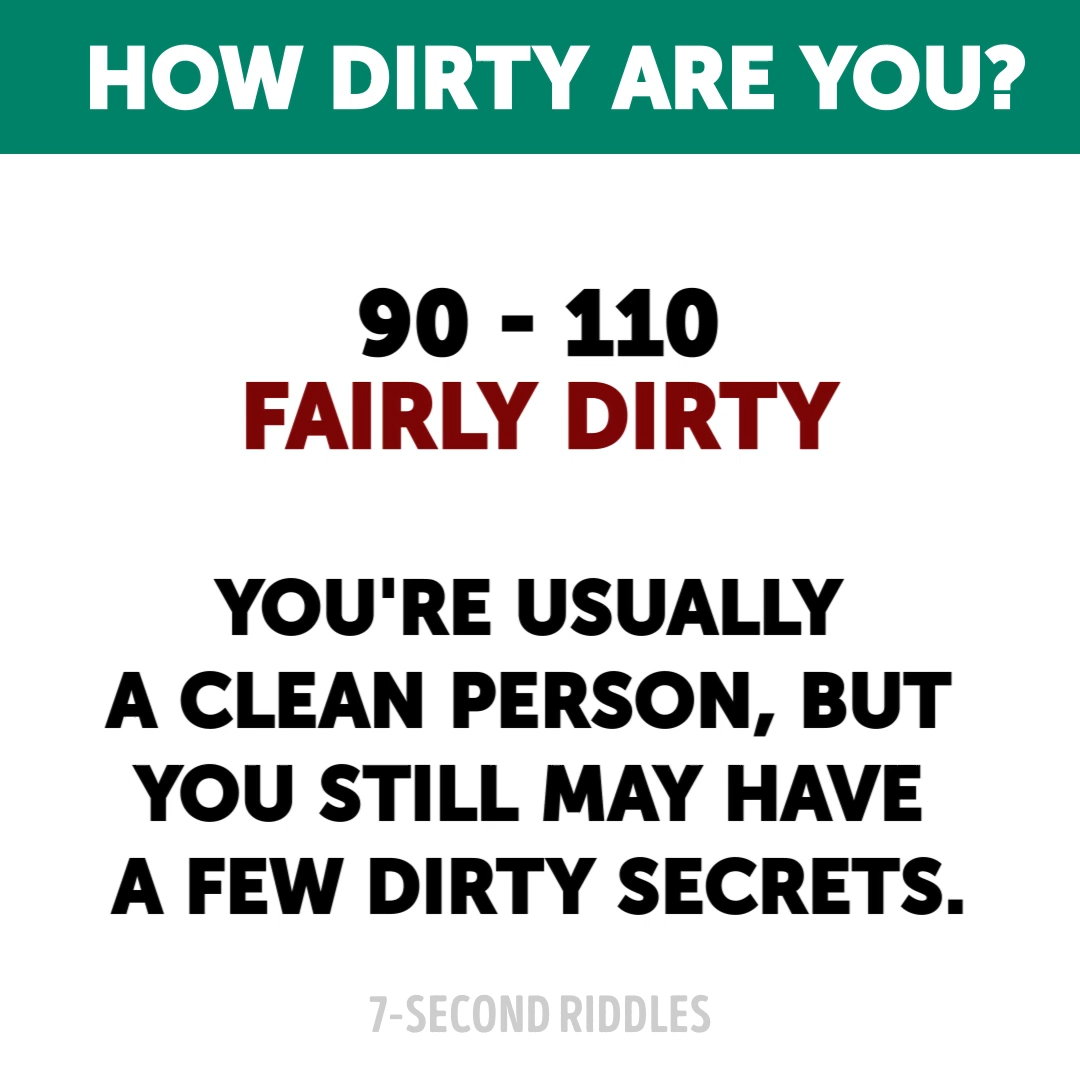 HOW DIRTY ARE YOU?
90 - 110
FAIRLY DIRTY
YOU'RE USUALLY
A CLEAN PERSON, BUT
YOU STILL MAY HAVE
A FEW DIRTY SECRETS.
7-SECOND RIDDLES